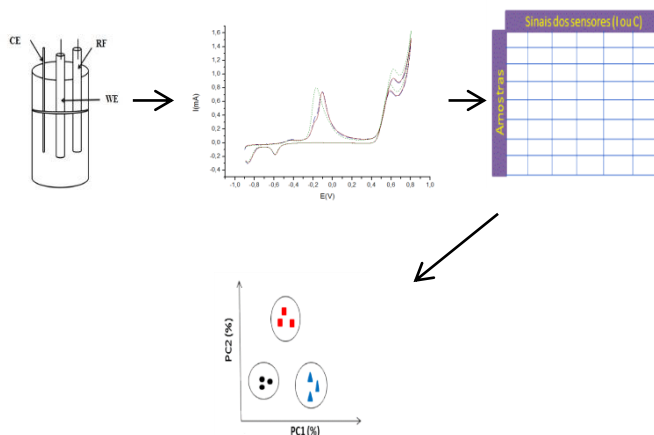 CE
RF
WE
1,6
1,4
1,2
1,0
0,8
0,6
0,4
0,2
0,0
0,2
0,4
I(mA)
-1,0 -0,8 -0,6 -0,4 -0,2 0,0 0,2 0,4 0,6 0,8 1,0
E(V)
Sinais dos sensores (I ou C)
Amostras
PC2 (%)
PC1 (%)